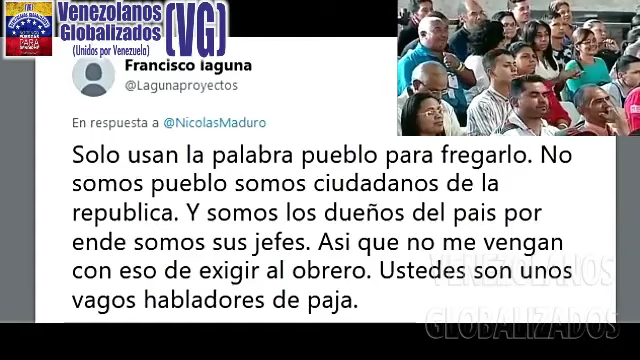 Venezolanos
Globalizados
(Unidos por Venezuela)
(VG)
Francisco laguna
@Lagunaproyectos
En respuesta a @NicolasMaduro
Solo usan la palabra pueblo para fregarlo. No
somos pueblo somos ciudadanos de la
republica. Y somos los dueños del pais por
ende somos sus jefes. Asi que no me vengan
con eso de exigir al obrero. Ustedes son unos
vagos habladores de paja.
VENEZOLANOS
GLOBALIZADOS